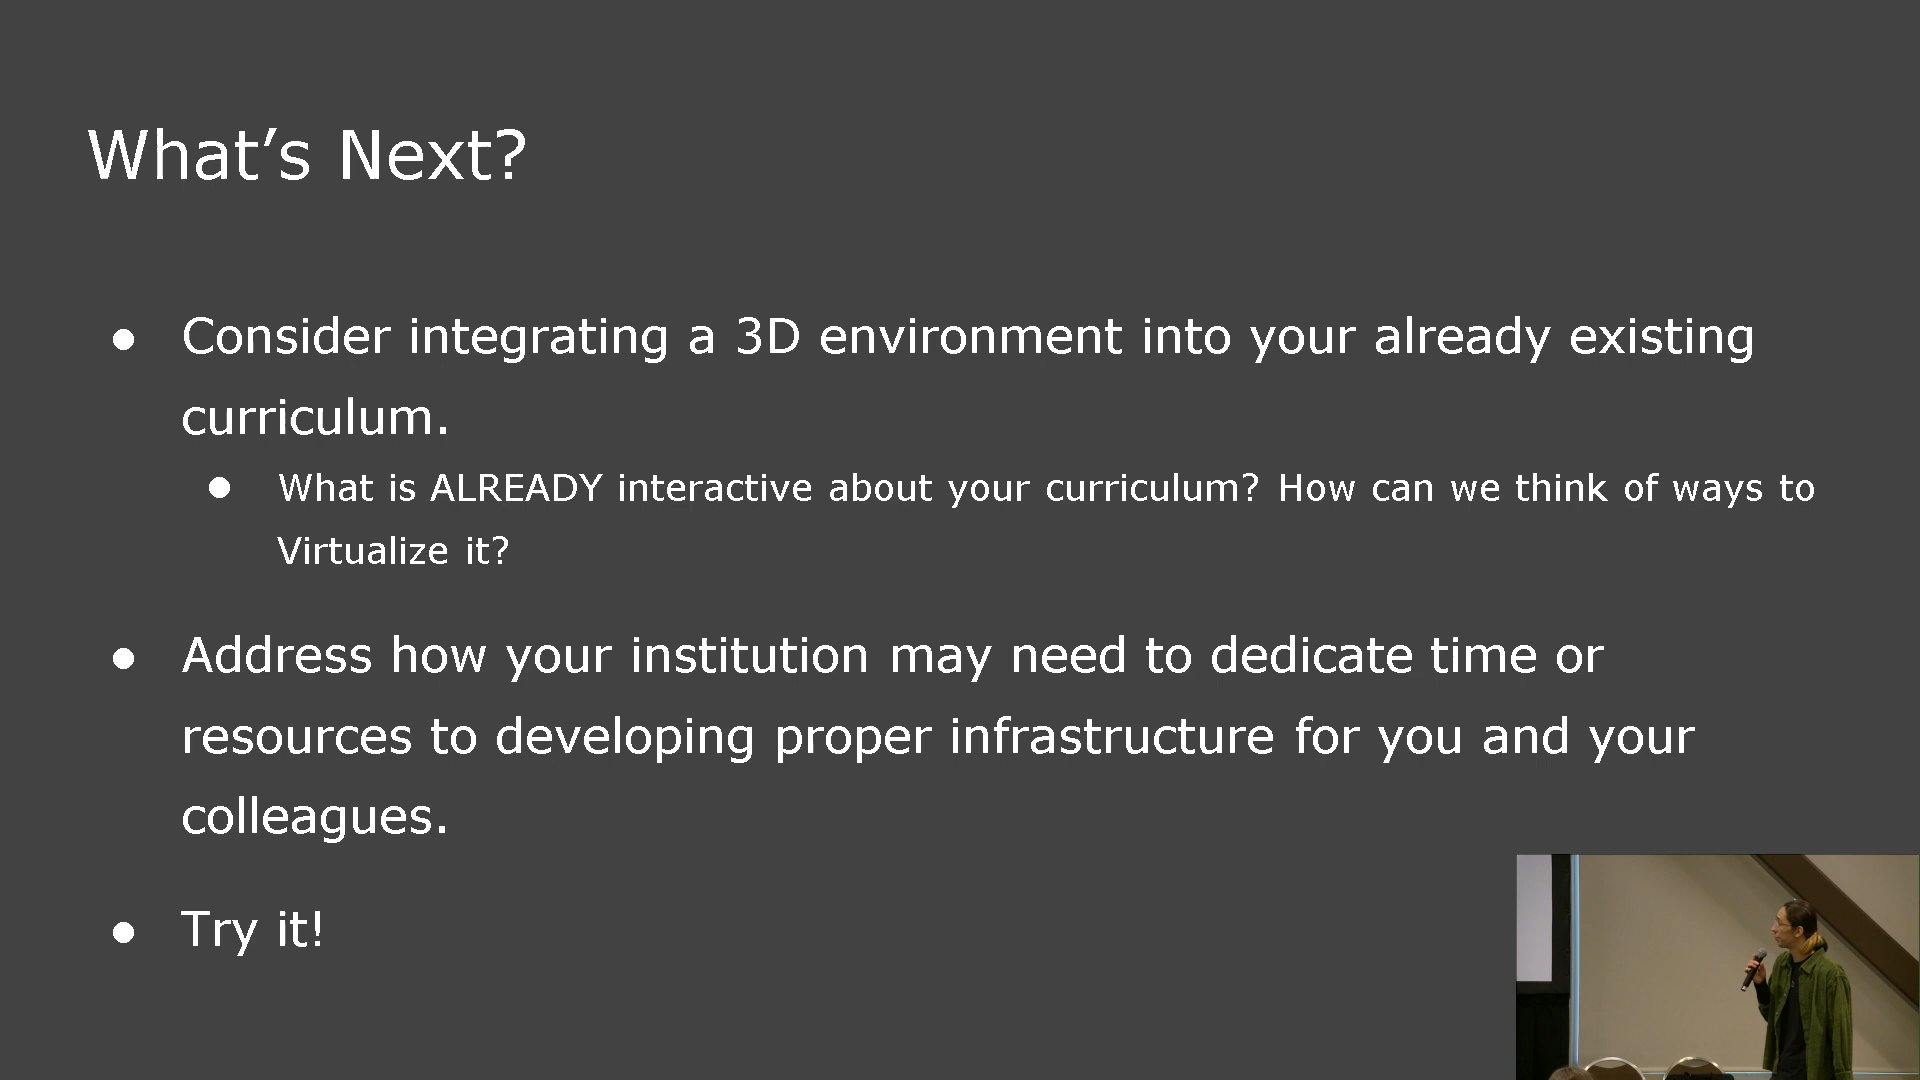 What’s Next?
● Consider integrating a 3D environment into your already existing
curriculum.
● What is ALREADY interactive about your curriculum? How can we think of ways to
Virtualize it?
● Address how your institution may need to dedicate time or
resources to developing proper infrastructure for you and your
colleagues.
● Try it!